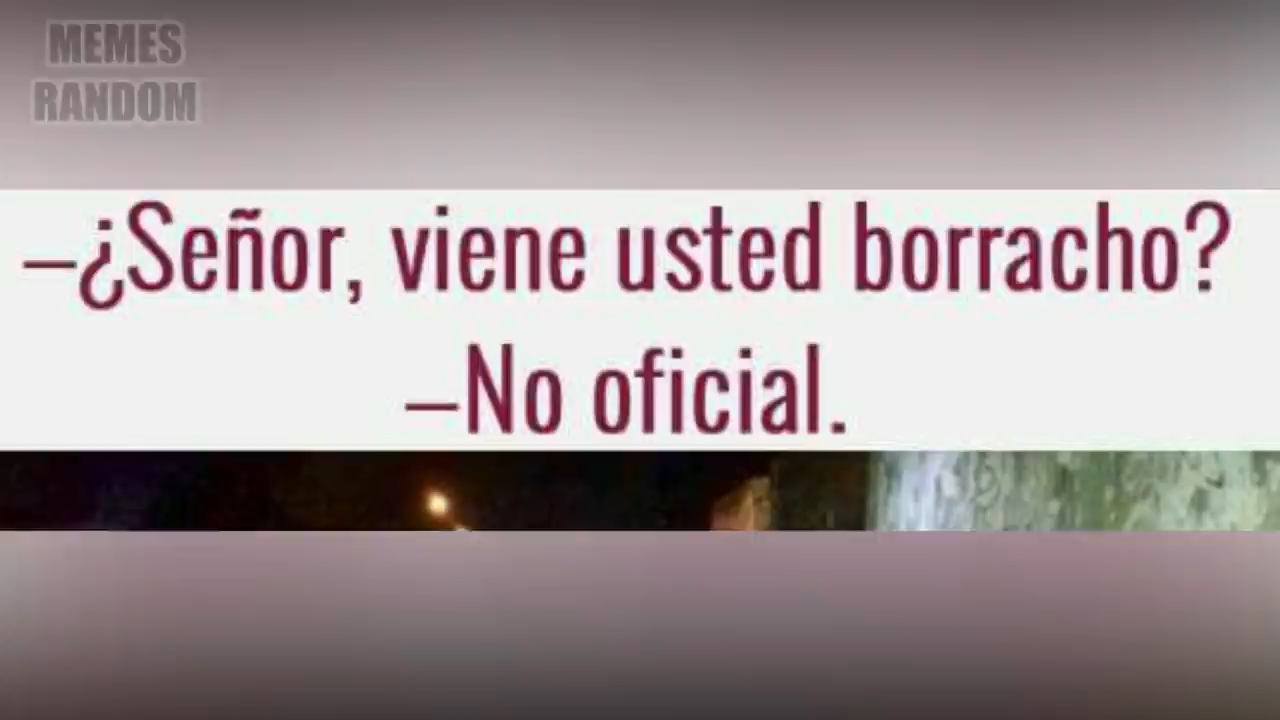 MEMES
RANDOM
–¿Señor, viene usted borracho?
–No oficial.